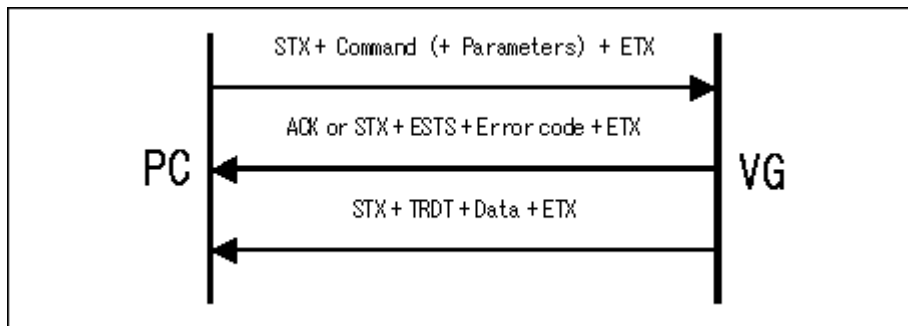 STX + Command (+ Parameters) + ETX
ACK or STX + ESTS + Error code + ETX
PC
VG
STX + TRDT + Data + ETX